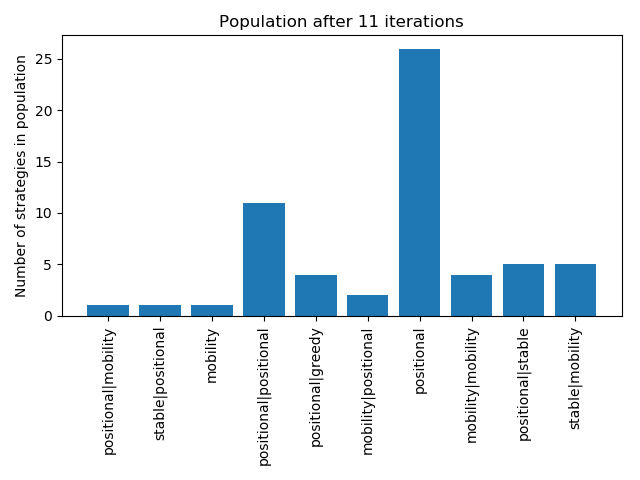 Population after 11 iterations
Number of strategies in population
25
20
15
10
5
0
positional|mobility
stable|positional
mobility
positional|positional
positional|greedy
mobility|positional
positional
mobility|mobility
positional|stable
stable|mobility